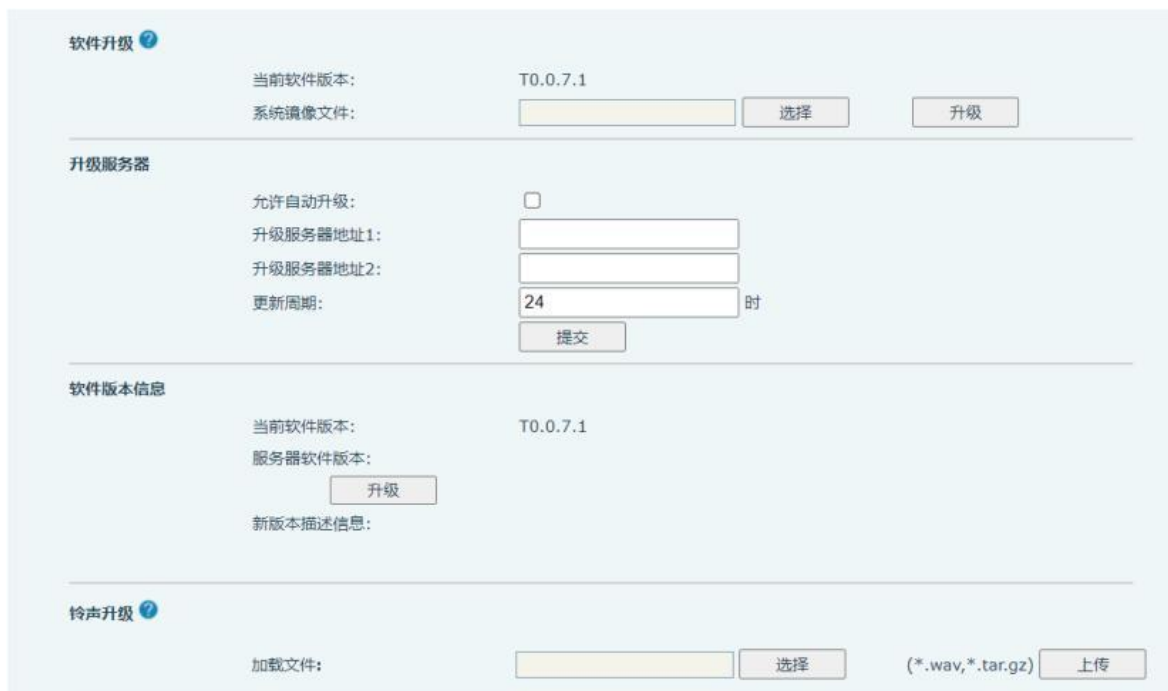 软件升级 ?
当前软件版本: T0.0.7.1
系统镜像文件: 选择 升级
升级服务器
允许自动升级:
升级服务器地址1:
升级服务器地址2:
更新周期: 24 时
提交
软件版本信息
当前软件版本: T0.0.7.1
服务器软件版本:
升级
新版本描述信息:
铃声升级 ?
加载文件: 选择 (*.wav,*.tar.gz) 上传